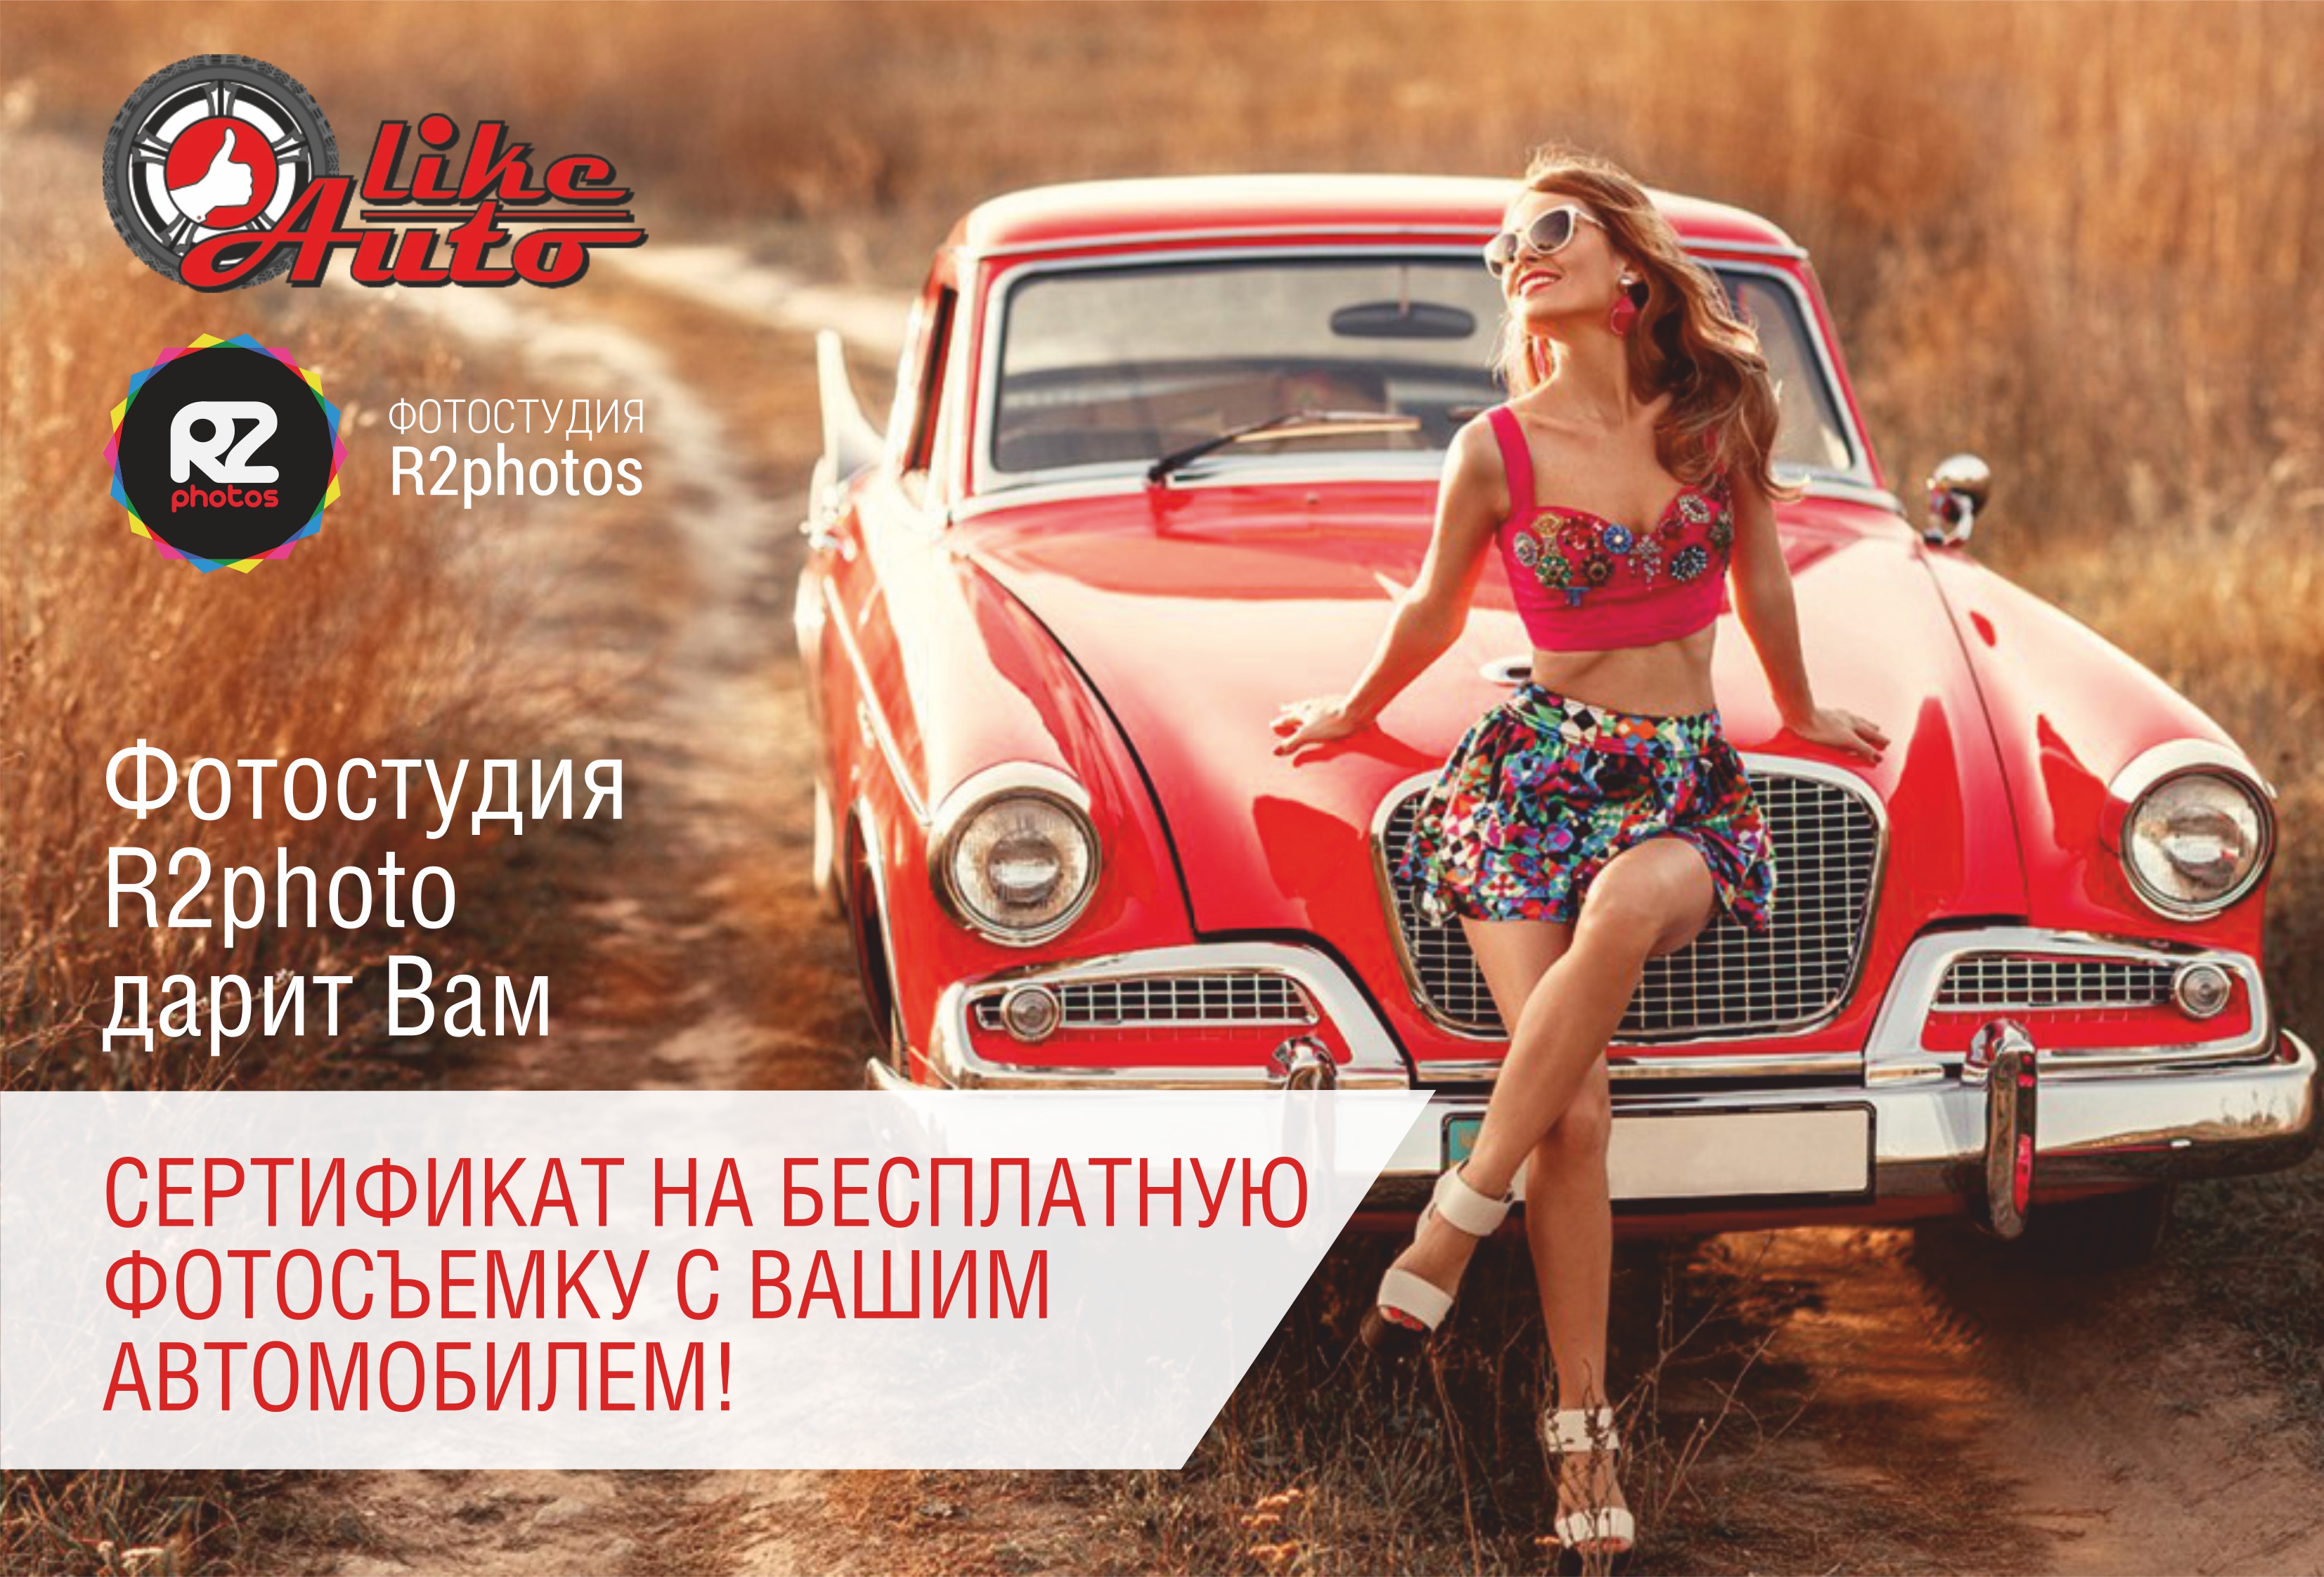 like
Auto
R2
photos
ФОТОСТУДИЯ
R2photos
Фотостудия
R2photo
дарит Вам
СЕРТИФИКАТ НА БЕСПЛАТНУЮ
ФОТОСЪЕМКУ С ВАШИМ
АВТОМОБИЛЕМ!